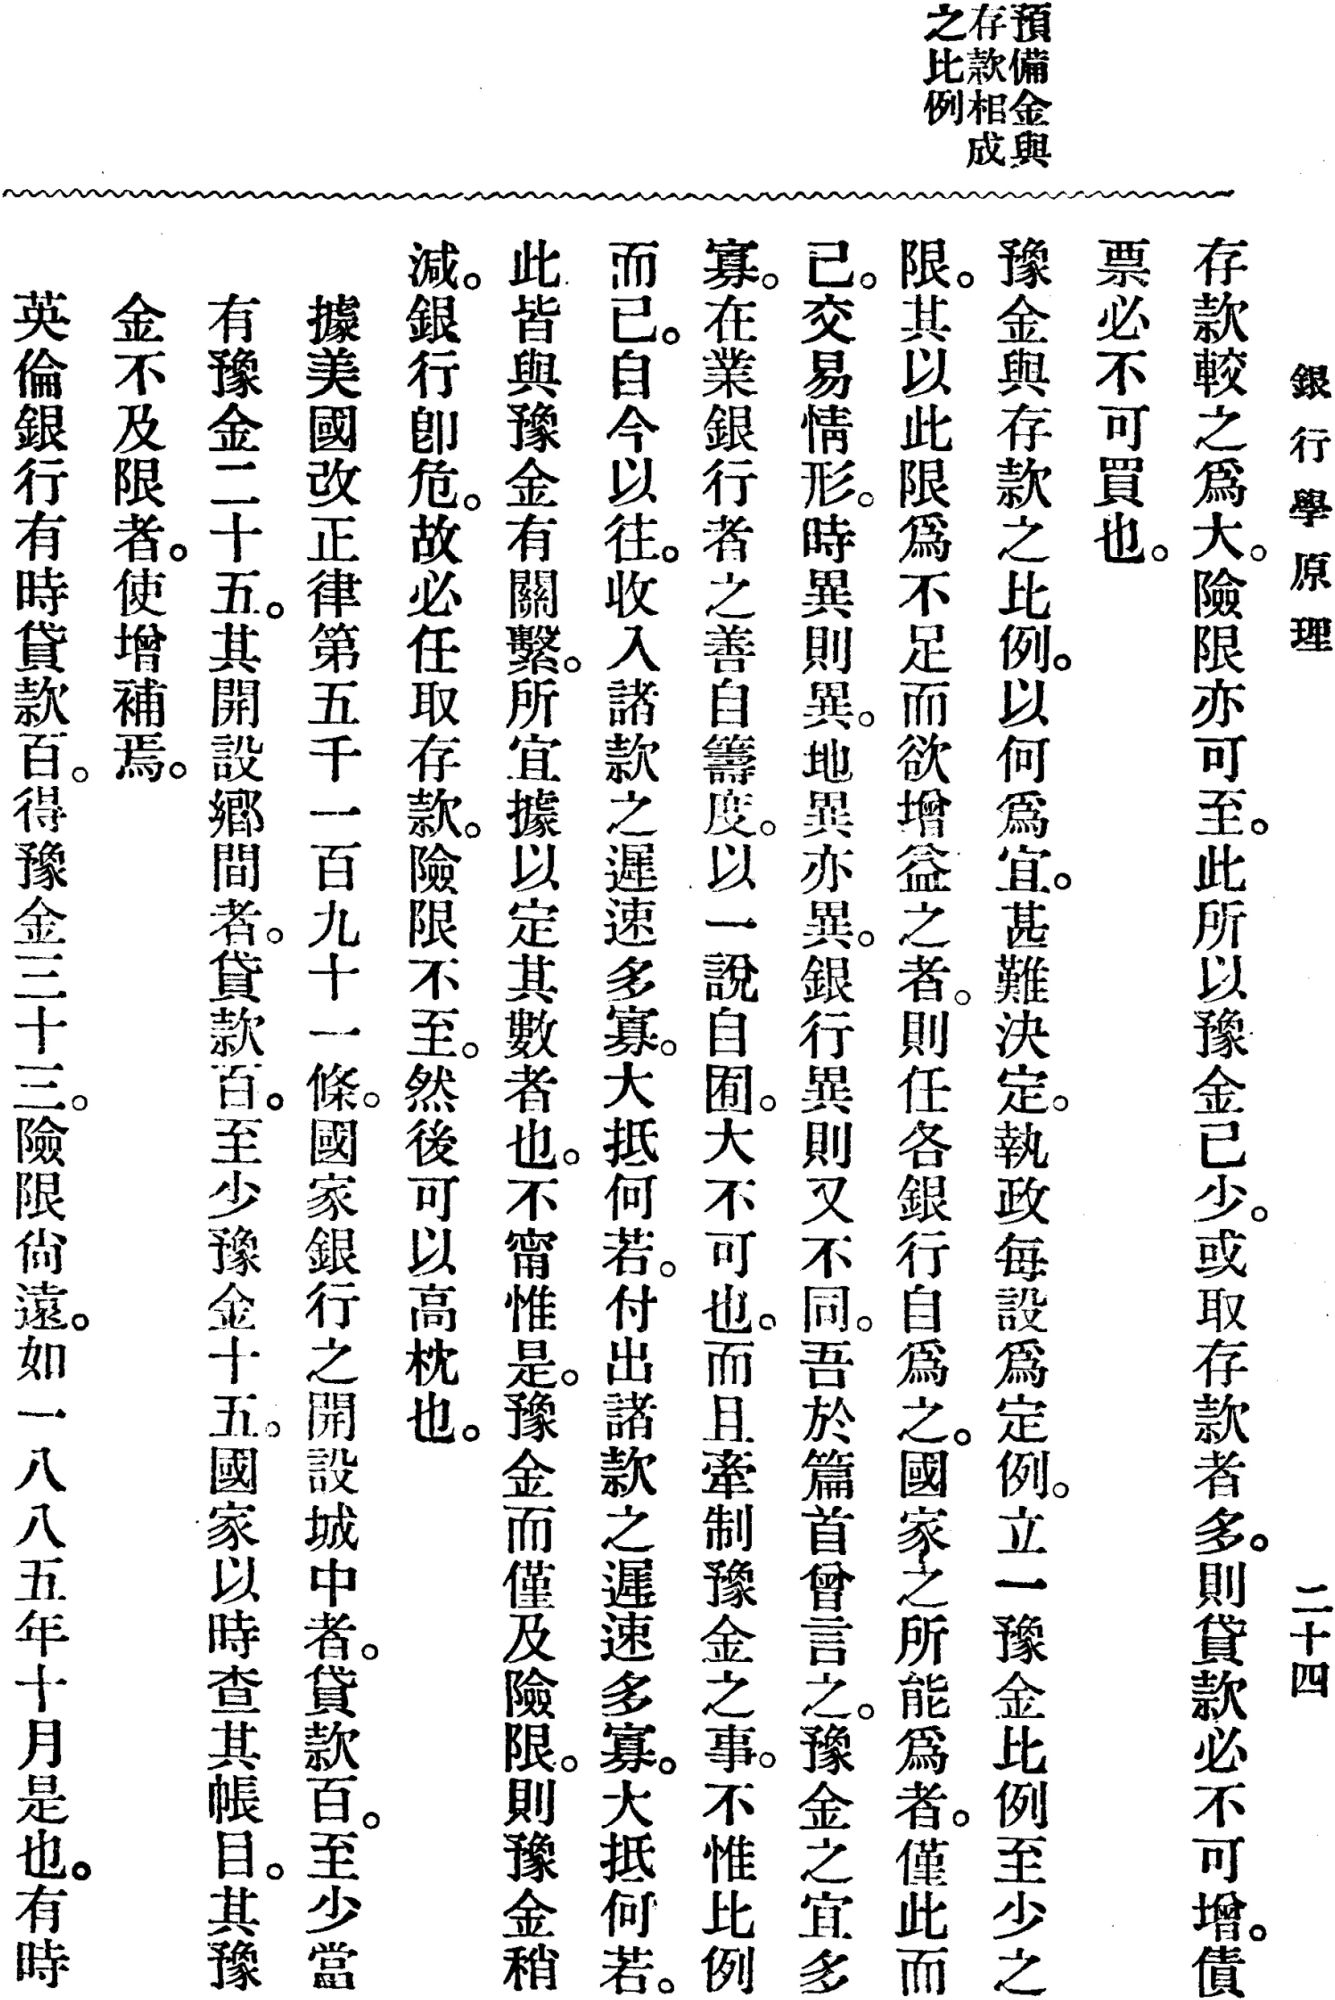 銀行學原理
二十四
預備金與
存款相成
之比例
存款較之爲大。險限亦可至。此所以豫金已少。或取存款者多。則貸款必不可增。債
票必不可買也。
豫金與存款之比例。以何爲宜。甚難決定。執政每設爲定例。立一豫金比例至少之
限。其以此限爲不足而欲增益之者。則任各銀行自爲之。國家之所能爲者。僅此而
已。交易情形。時異則異。地異亦異。銀行異則又不同。吾於篇首曾言之。豫金之宜多
寡。在業銀行者之善自籌度。以一說自囿。大不可也。而且牽制豫金之事。不惟比例
而已。自今以往。收入諸款之遲速多寡。大抵何若。付出諸款之遲速多寡。大抵何若。
此皆與豫金有關繫。所宜據以定其數者也。不甯惟是。豫金而僅及險限。則豫金稍
減。銀行卽危。故必任取存款。險限不至。然後可以高枕也。
據美國改正律第五千一百九十一條。國家銀行之開設城中者。貸款百。至少當
有豫金二十五。其開設鄉間者。貸款百。至少豫金十五。國家以時查其帳目。其豫
金不及限者。使增補焉。
英倫銀行有時貸款百。得豫金三十三。險限尙遠。如一八八五年十月是也。有時